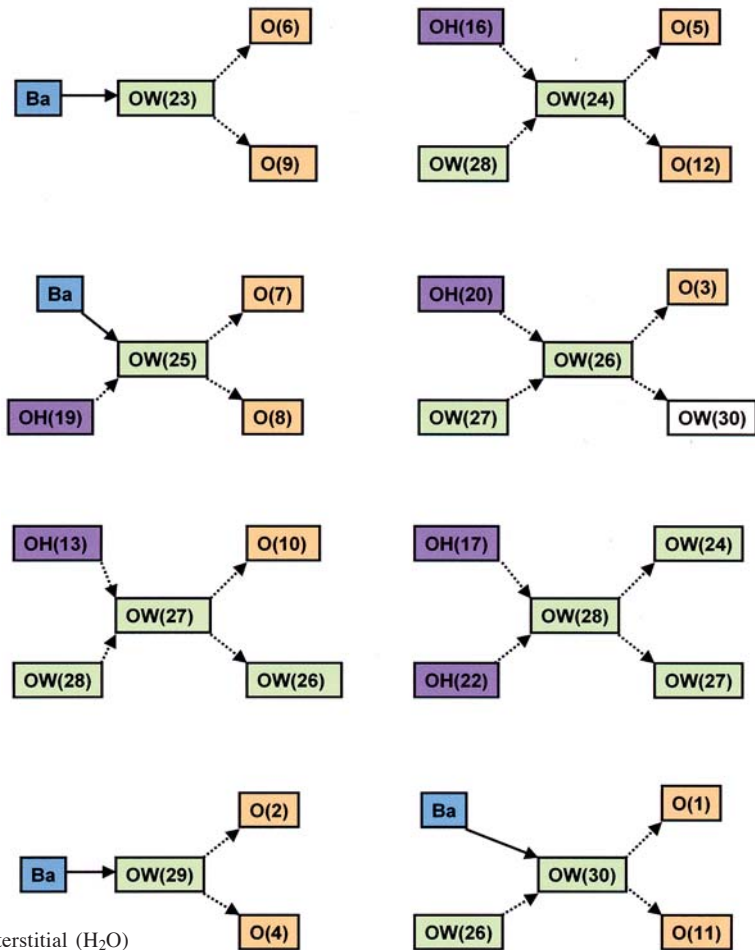 O(6)
Ba
OW(23)
O(9)
OH(16)
O(5)
OW(24)
OW(28)
O(12)
Ba
O(7)
OW(25)
OH(19)
O(8)
OH(20)
O(3)
OW(26)
OW(27)
OW(30)
OH(13)
O(10)
OW(27)
OW(28)
OW(26)
OH(17)
OW(24)
OW(28)
OH(22)
OW(27)
O(2)
Ba
OW(29)
O(4)
Ba
O(1)
OW(30)
OW(26)
O(11)
terstitial (H₂O)